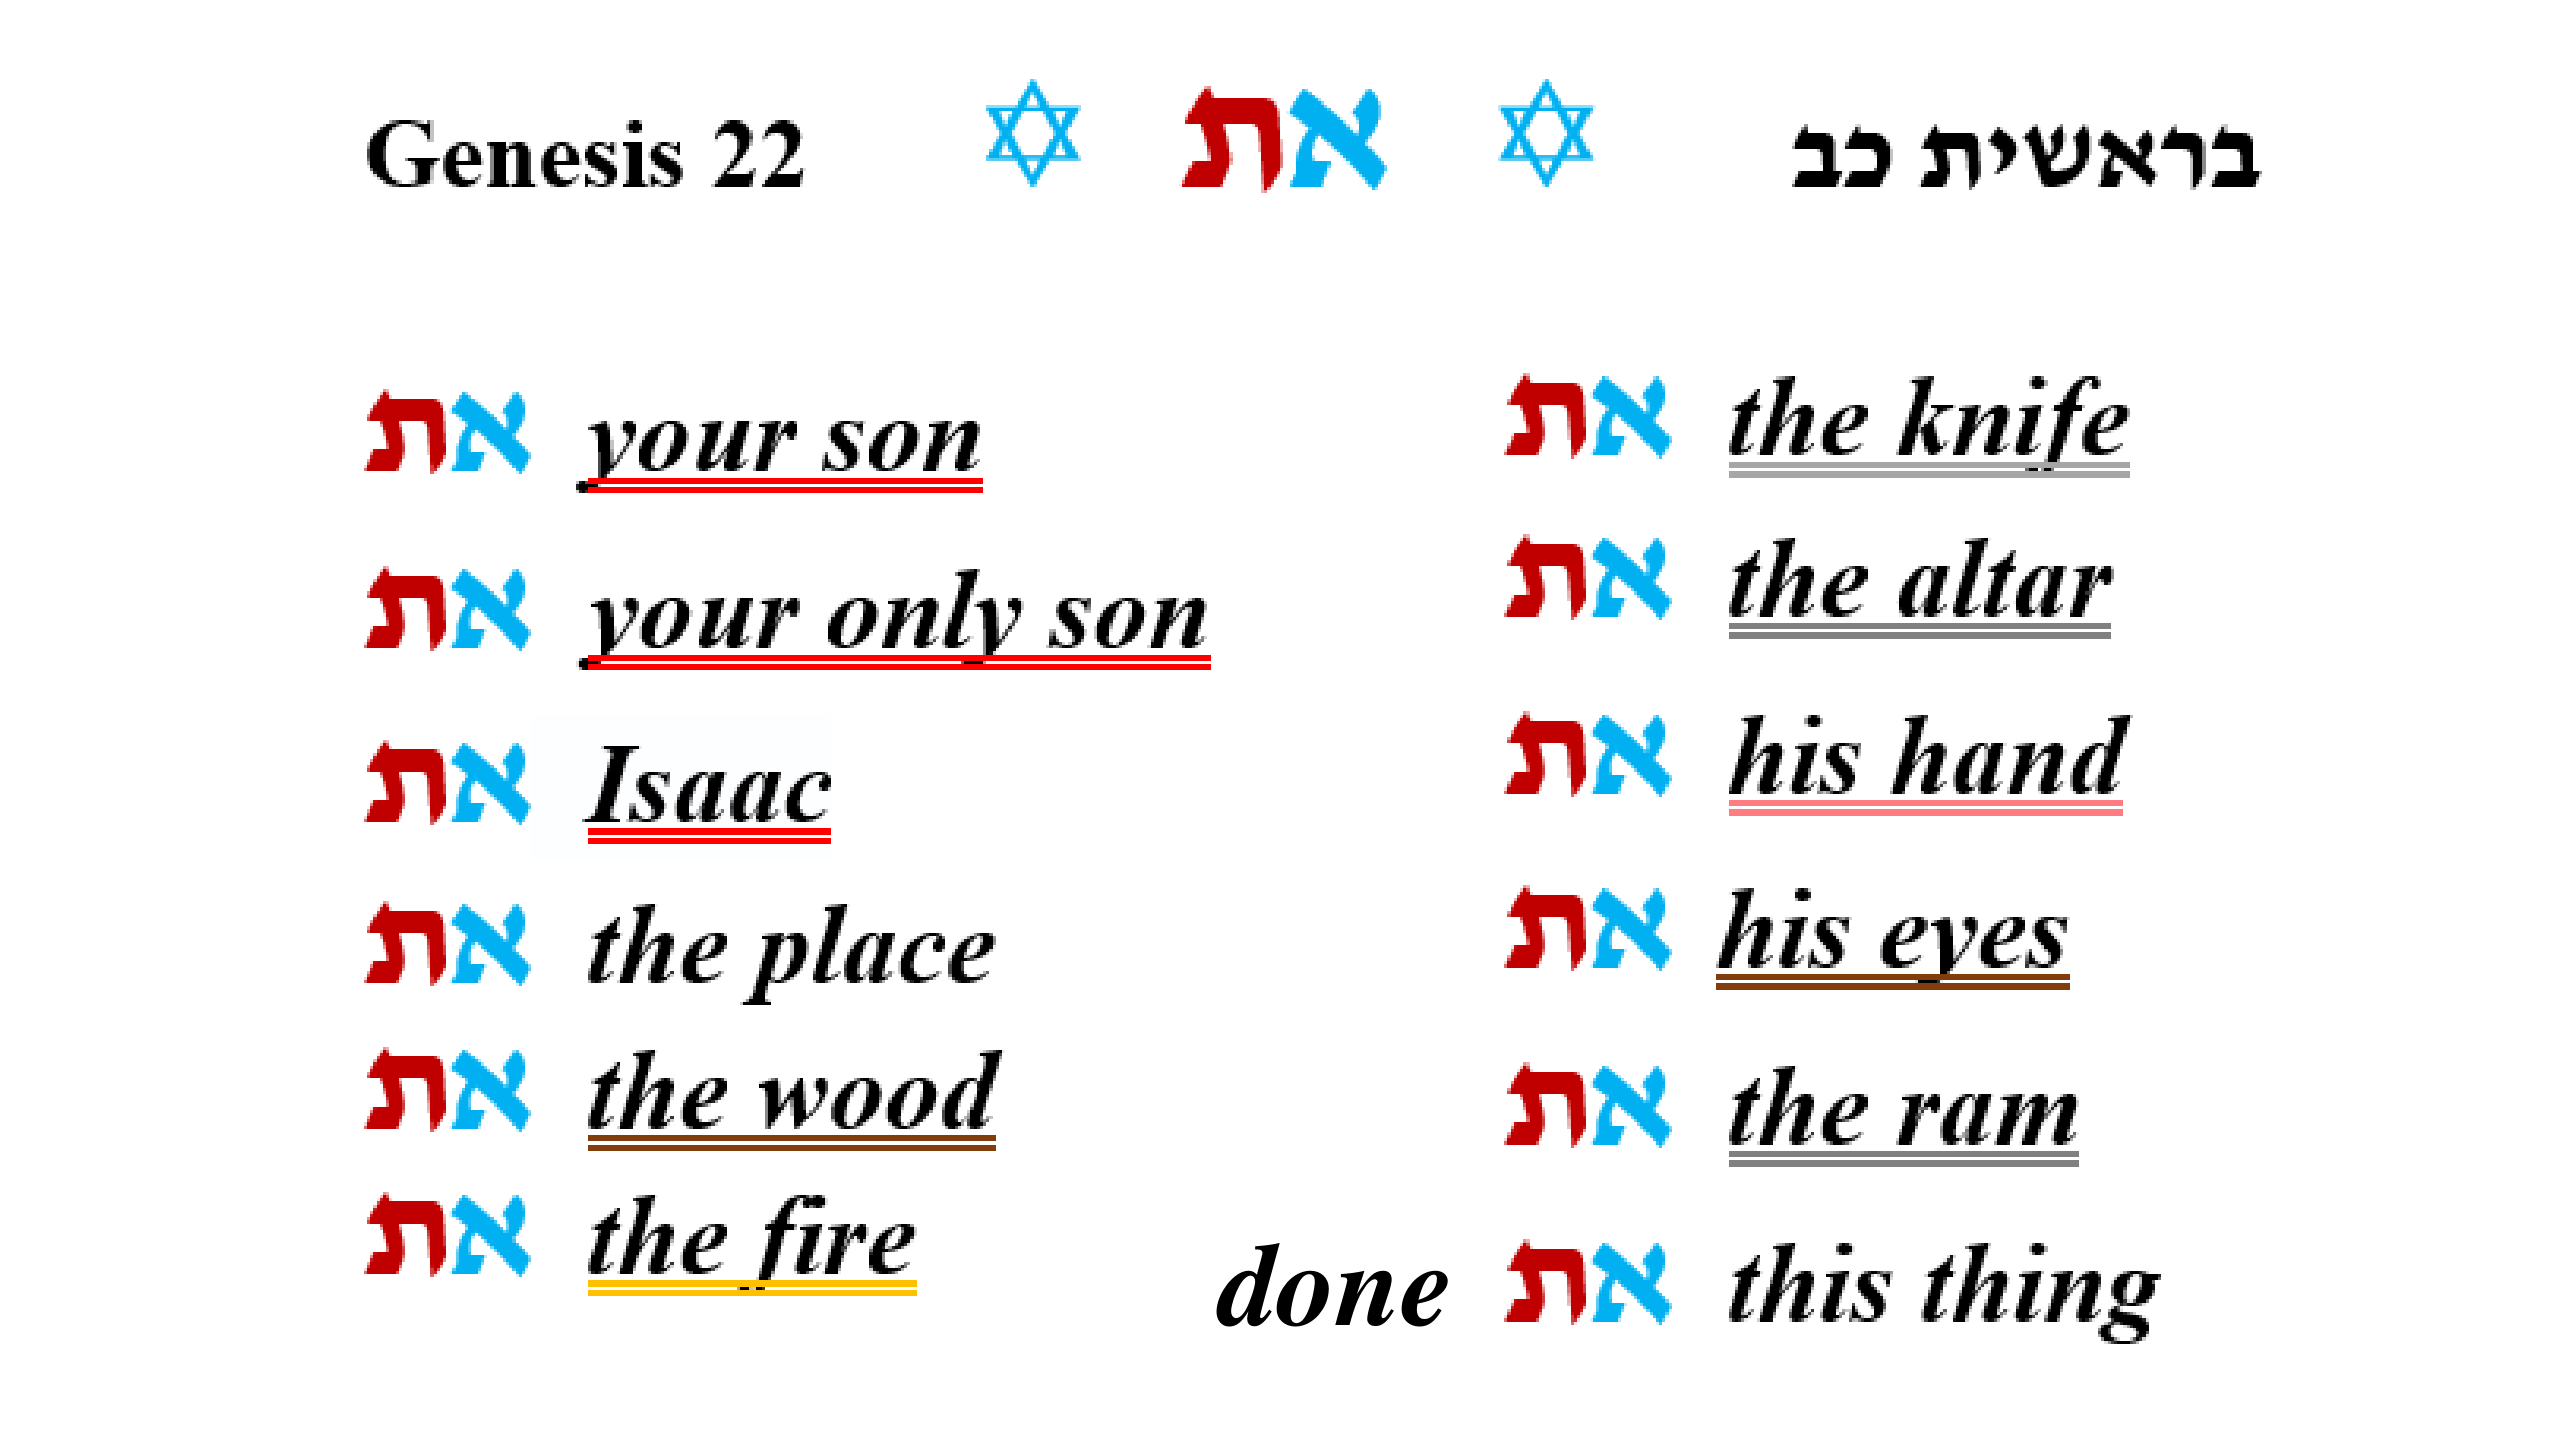 Genesis 22 ✡ את ✡ בראשית כב
את your son
את your only son
את Isaac
את the place
את the wood
את the fire
את the knife
את the altar
את his hand
את his eyes
את the ram
done את this thing